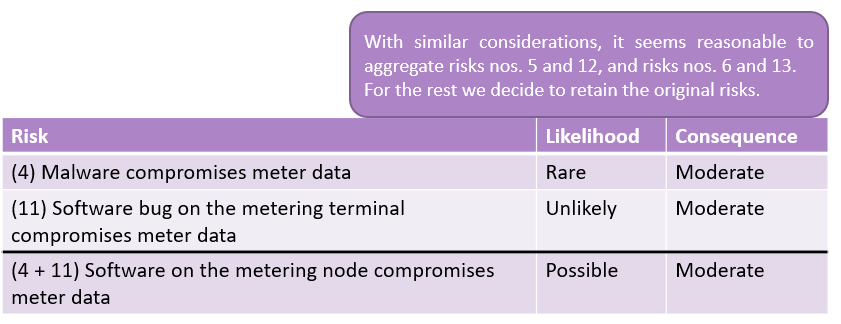 With similar considerations, it seems reasonable to
aggregate risks nos. 5 and 12, and risks nos. 6 and 13.
For the rest we decide to retain the original risks.
Risk Likelihood Consequence
(4) Malware compromises meter data Rare Moderate
(11) Software bug on the metering terminal Unlikely Moderate
compromises meter data
(4 + 11) Software on the metering node compromises Possible Moderate
meter data